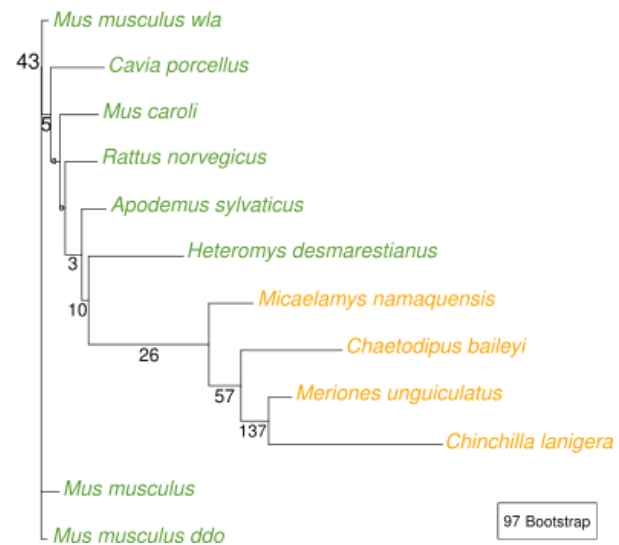 Mus musculus wla
43
Cavia porcellus
Mus caroli
5
Rattus norvegicus
Apodemus sylvaticus
Heteromys desmarestianus
3
Micaelamys namaquensis
10
Chaetodipus baileyi
26
Meriones unguiculatus
57
137
Chinchilla lanigera
Mus musculus
97 Bootstrap
Mus musculus ddo